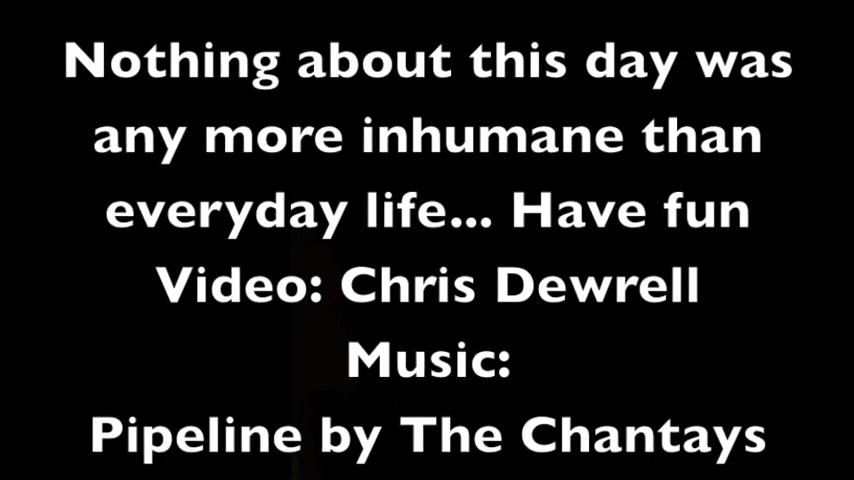 Nothing about this day was
any more inhumane than
everyday life... Have fun
Video: Chris Dewrell
Music:
Pipeline by The Chantays